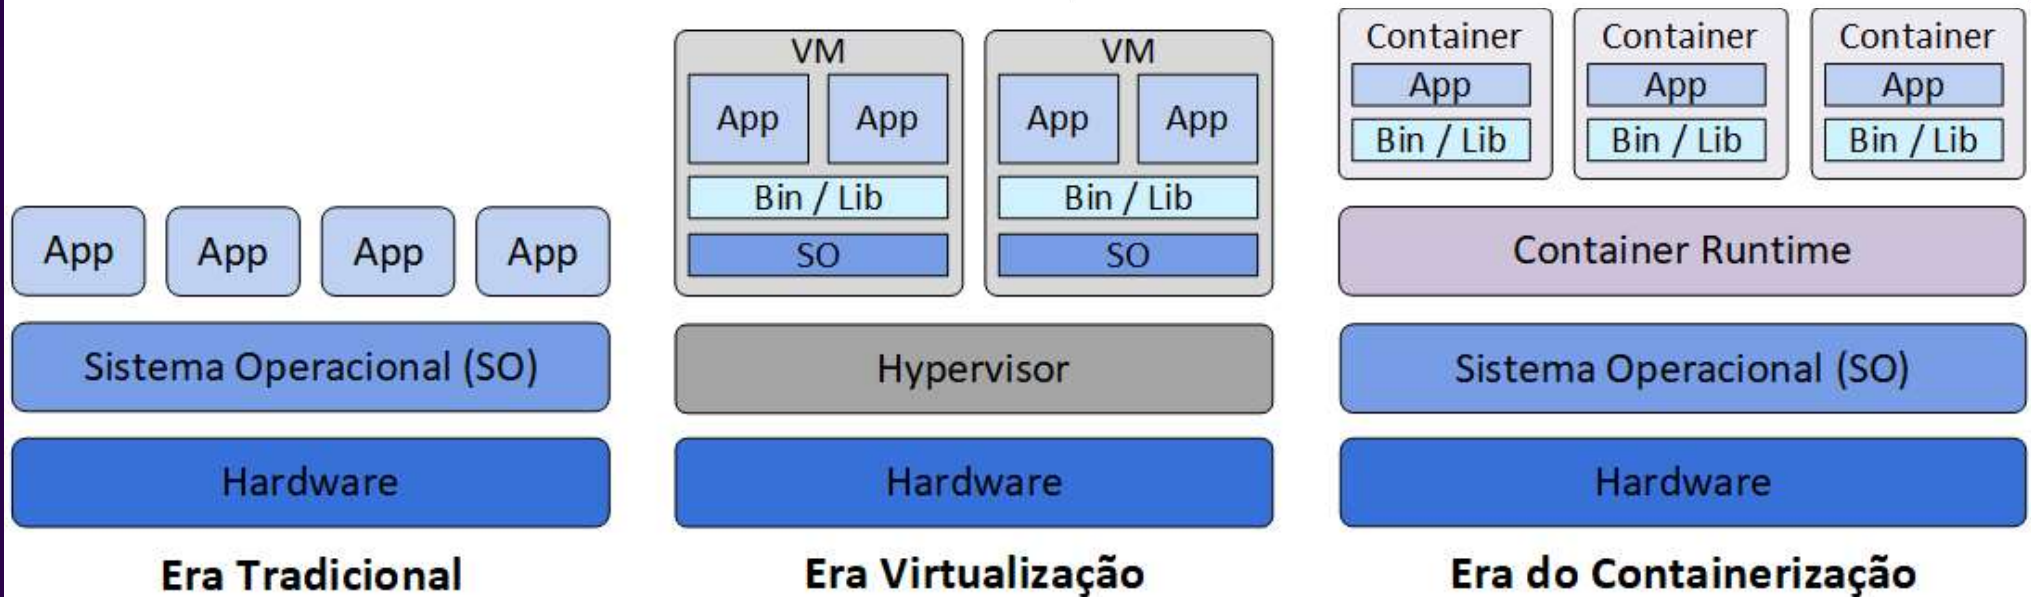 App
App
App
App
Sistema Operacional (SO)
Hardware
Era Tradicional
VM
App
App
Bin / Lib
SO
VM
App
App
Bin / Lib
SO
Hypervisor
Hardware
Era Virtualização
Container
App
Bin / Lib
Container
App
Bin / Lib
Container
App
Bin / Lib
Container Runtime
Sistema Operacional (SO)
Hardware
Era do Containerização